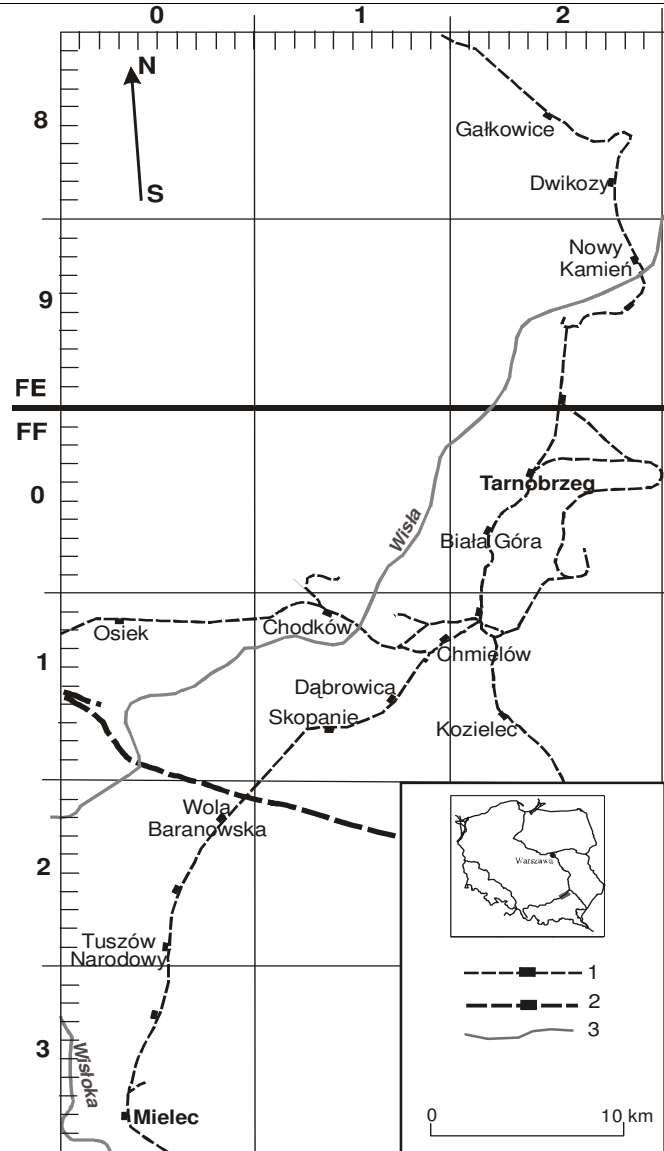 0 1 2
N
8
Gałkowice
Dwikozy
S
Nowy
Kamień
9
FE
FF
Tarnobrzeg
0
Wisła
Biała Góra
Chodków
Osiek
Chmielów
1
Dąbrowica
Skopanie
Kozielec
Wola
Baranowska
Warszawa
2
Tuszów
Narodowy
1
2
3
3
Wisłoka
Mielec
0 10 km